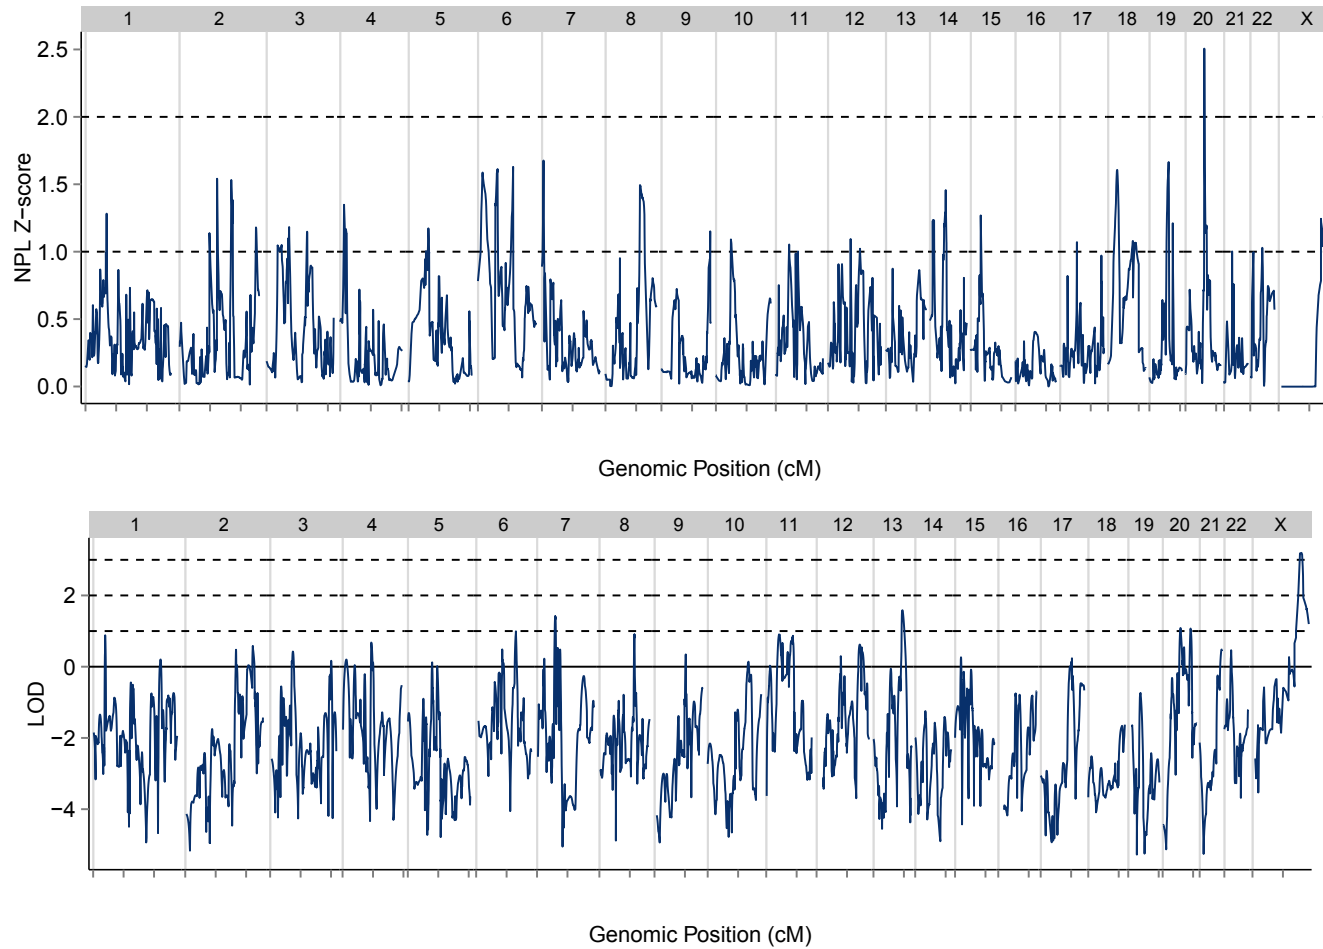 1 2 3 4 5 6 7 8 9 10 11 12 13 14 15 16 17 18 19 20 21 22 X
2.5
2.0
1.5
1.0
0.5
0.0
NPL Z−score
Genomic Position (cM)
1 2 3 4 5 6 7 8 9 10 11 12 13 14 15 16 17 18 19 20 21 22 X
2
0
−2
−4
LOD
Genomic Position (cM)